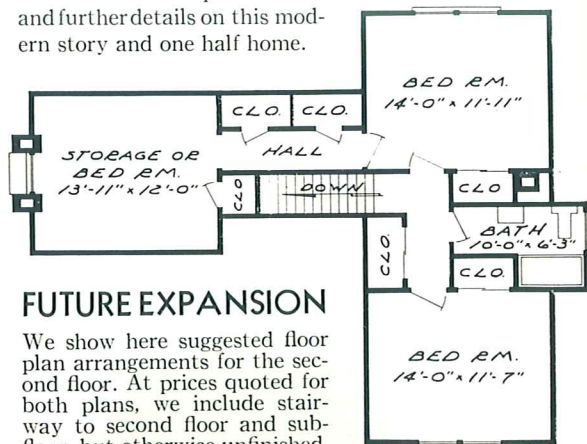 and further details on this mod-
ern story and one half home.
BED RM.
14'-0" x 11'-11"
CLO.
CLO.
HALL
STORAGE OR
BED RM.
13'-11" x 12'-0"
CLO
DOWN
CLO
BATH
10'-0" x 6'-3"
CLO.
CLO.
BED RM.
14'-0" x 11'-7"
FUTURE EXPANSION
We show here suggested floor
plan arrangements for the sec-
ond floor. At prices quoted for
both plans, we include stair-
way to second floor and sub-
but otherwise unfinished